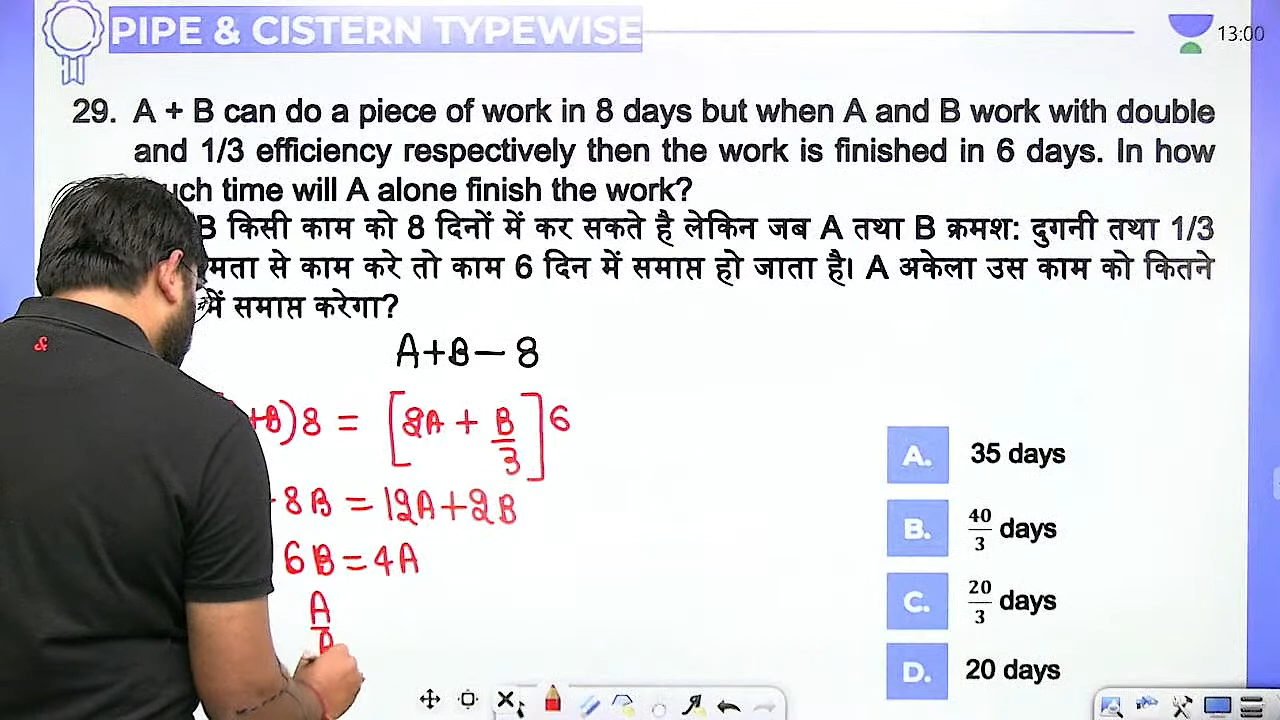 PIPE & CISTERN TYPEWISE
13:00
29. A + B can do a piece of work in 8 days but when A and B work with double
and 1/3 efficiency respectively then the work is finished in 6 days. In how
time will A alone finish the work?
B किसी काम को 8 दिनों में कर सकते है लेकिन जब A तथा B क्रमश: दुगनी तथा 1/3
से काम करे तो काम 6 दिन में समाप्त हो जाता है। A अकेला उस काम को कितने
में समाप्त करेगा?
A+B— 8
+B)8 = [2A + B/3]6
8B = 12A+2B
6B = 4A
A
A. 35 days
B. 40/3 days
C. 20/3 days
D. 20 days